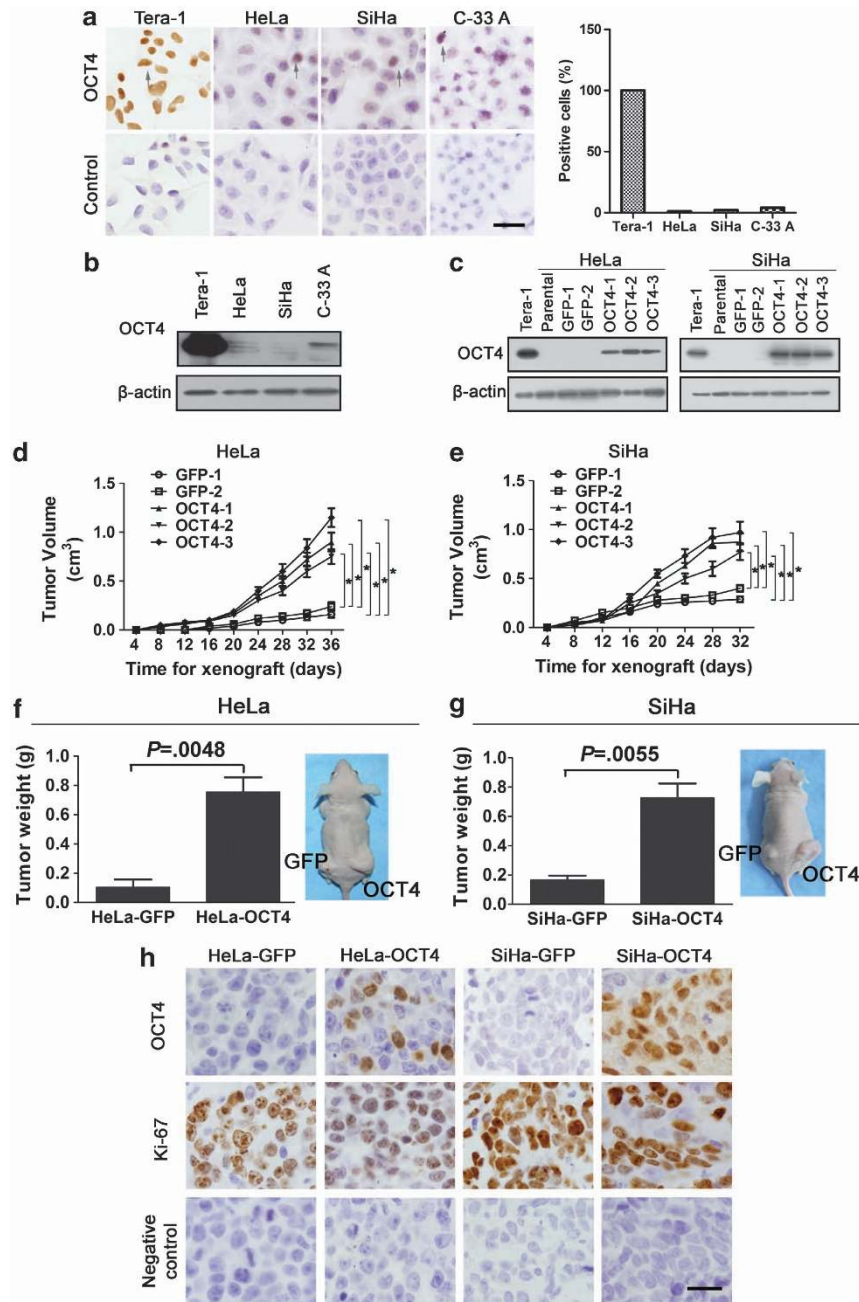 a
Tera-1 HeLa SiHa C-33 A
OCT4
Control
Positive cells (%)
150
100
50
0
Tera-1 HeLa SiHa C-33 A
b
Tera-1 HeLa SiHa C-33 A
OCT4
β-actin
c
HeLa SiHa
Tera-1 Parental GFP-1 GFP-2 OCT4-1 OCT4-2 OCT4-3 Tera-1 Parental GFP-1 GFP-2 OCT4-1 OCT4-2 OCT4-3
OCT4
β-actin
d
HeLa
GFP-1
GFP-2
OCT4-1
OCT4-2
OCT4-3
Tumor Volume
(cm³)
1.5
1.0
0.5
0.0
4 8 12 16 20 24 28 32 36
Time for xenograft (days)
* * * * * *
e
SiHa
GFP-1
GFP-2
OCT4-1
OCT4-2
OCT4-3
Tumor Volume
(cm³)
1.5
1.0
0.5
0.0
4 8 12 16 20 24 28 32
Time for xenograft (days)
* * * * * *
f
HeLa
Tumor weight (g)
1.0
0.8
0.6
0.4
0.2
0.0
P=.0048
HeLa-GFP HeLa-OCT4
GFP
OCT4
g
SiHa
Tumor weight (g)
1.0
0.8
0.6
0.4
0.2
0.0
P=.0055
SiHa-GFP SiHa-OCT4
GFP
OCT4
h
HeLa-GFP HeLa-OCT4 SiHa-GFP SiHa-OCT4
OCT4
Ki-67
Negative
control